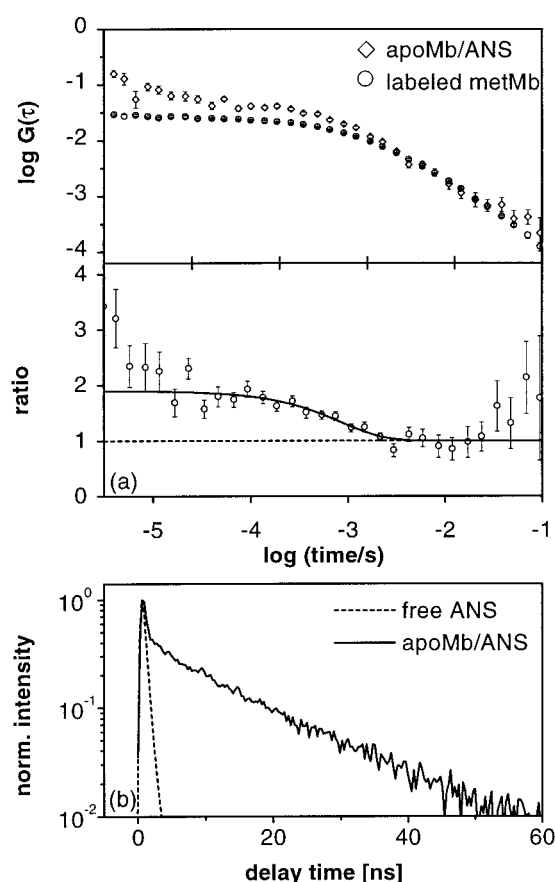 0
-1
-2
-3
-4
log G(τ)
apoMb/ANS
labeled metMb
4
3
2
1
0
ratio
(a)
-5
-4
-3
-2
-1
log (time/s)
10⁰
10⁻¹
10⁻²
norm. intensity
free ANS
apoMb/ANS
(b)
0
20
40
60
delay time [ns]